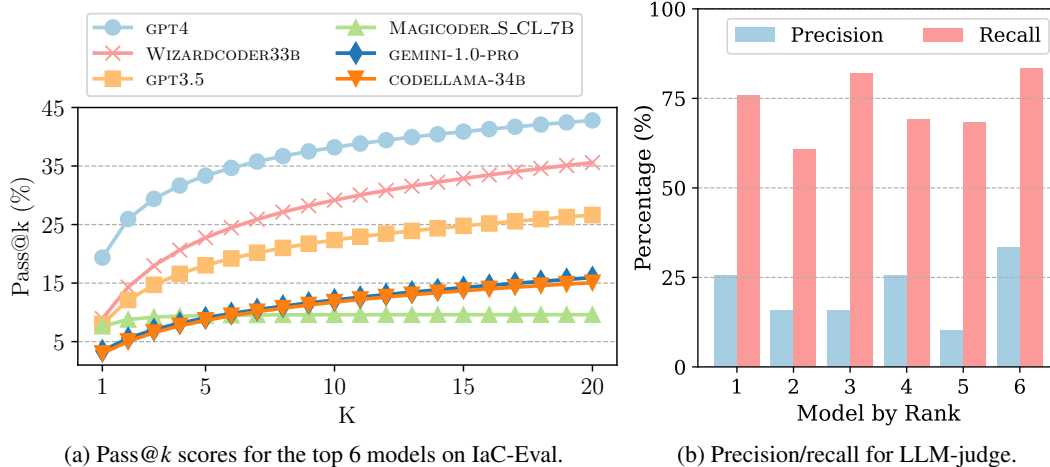 GPT4
WIZARDCODER33B
GPT3.5
MAGICODER_S_CL_7B
GEMINI-1.0-PRO
CODELLAMA-34B
45
35
25
15
5
Pass@k (%)
1
5
10
15
20
K
(a) Pass@k scores for the top 6 models on IaC-Eval.
Precision
Recall
100
75
50
25
0
Percentage (%)
1
2
3
4
5
6
Model by Rank
(b) Precision/recall for LLM-judge.